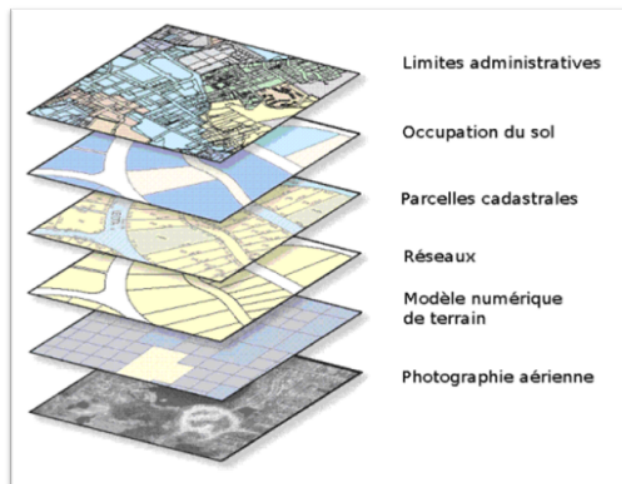 Limites administratives
Occupation du sol
Parcelles cadastrales
Réseaux
Modèle numérique
de terrain
Photographie aérienne